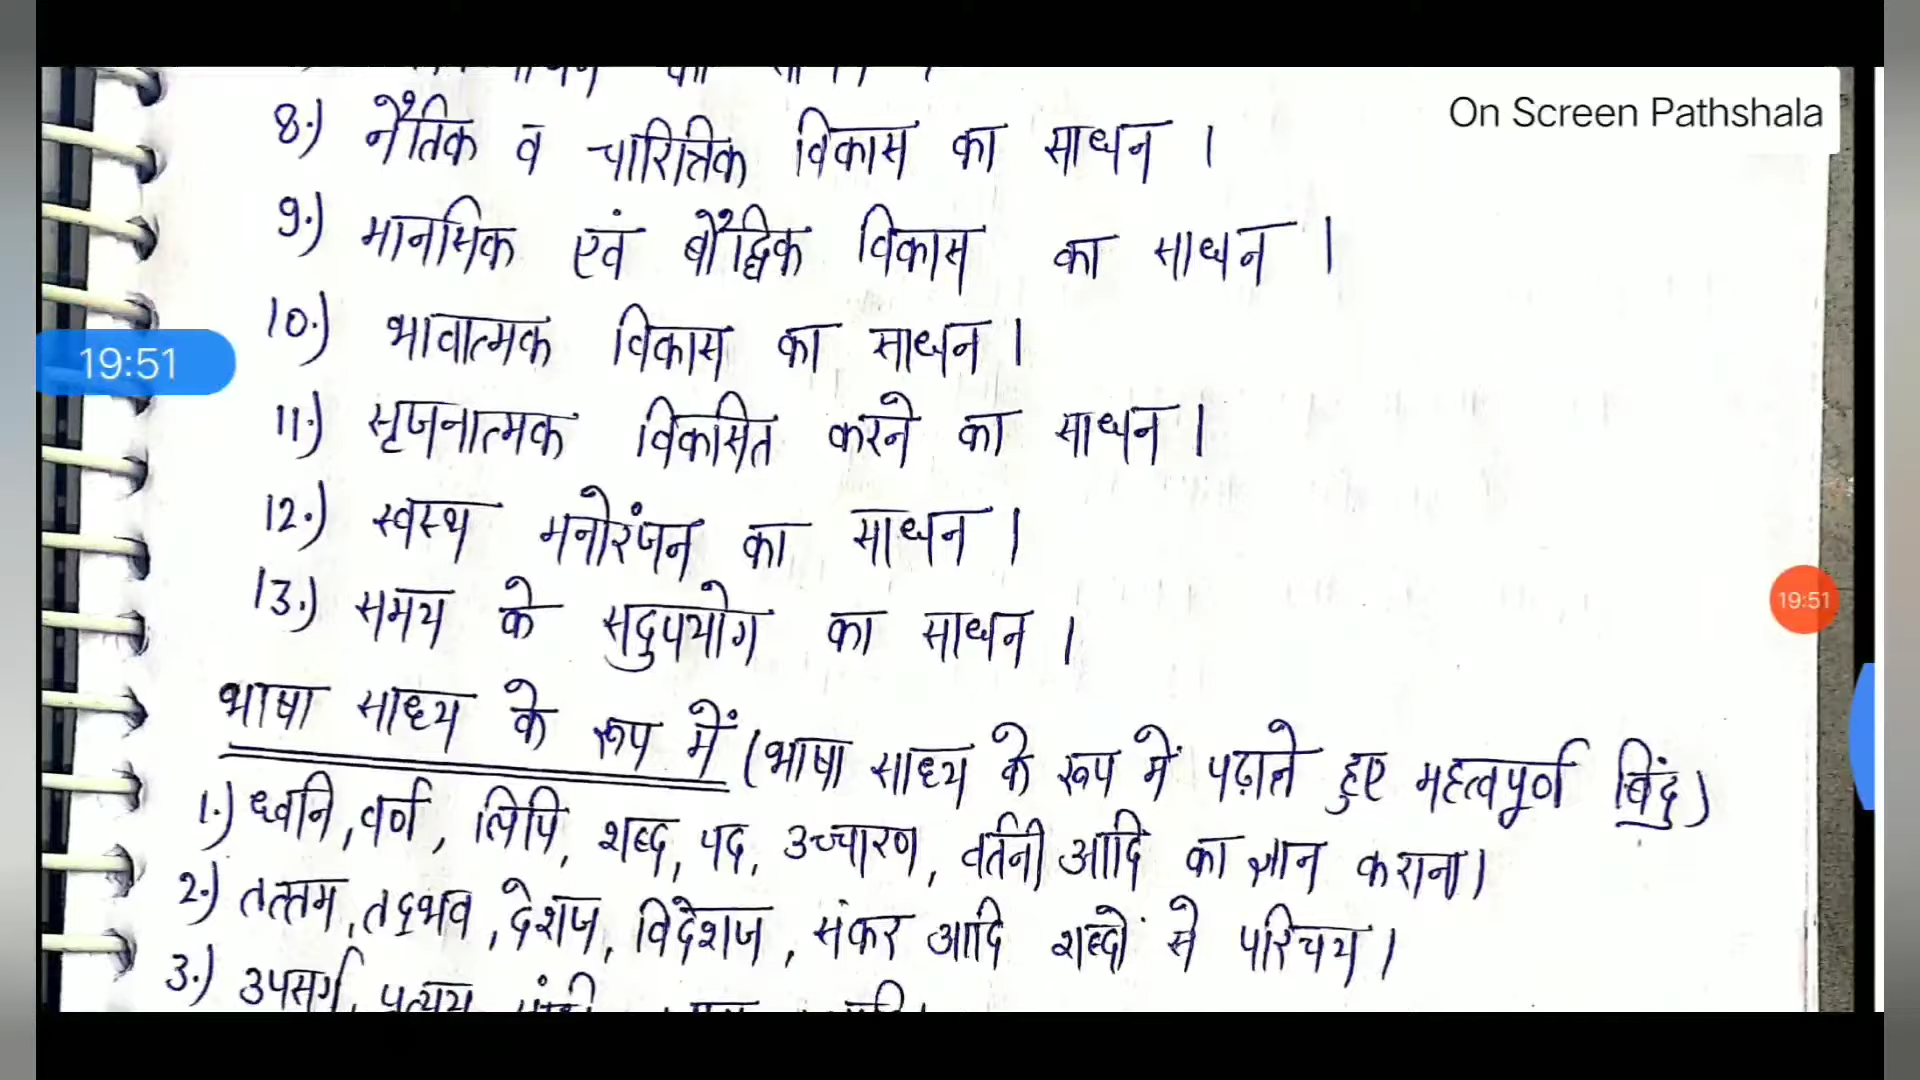 On Screen Pathshala
8.) नैतिक व चारित्रिक विकास का साधन ।
9.) मानसिक एवं बौद्धिक विकास का साधन ।
10.) भावात्मक विकास का साधन ।
19:51
11.) सृजनात्मक विकसित करने का साधन ।
12.) स्वस्थ मनोरंजन का साधन ।
19:51
13.) समय के सदुपयोग का साधन ।
भाषा साध्य के रूप में (भाषा साध्य के रूप में पढ़ाते हुए महत्वपूर्ण बिंदु)
1.) ध्वनि, वर्ण, लिपि, शब्द, पद, उच्चारण, वर्तनी आदि का ज्ञान कराना।
2.) तत्सम, तद्भव, देशज, विदेशज, संकर आदि शब्दों से परिचय ।
3.) उपसर्ग, प्रत्यय